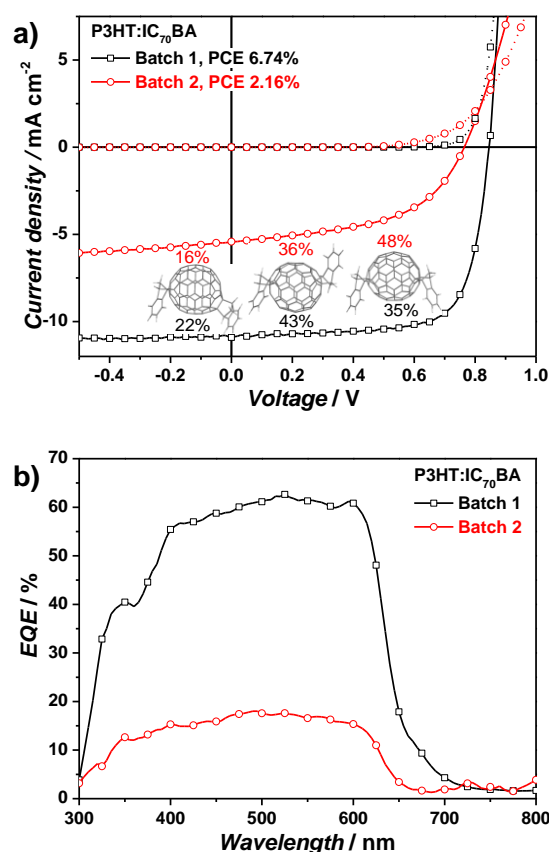 a)
P3HT:IC₇₀BA
Batch 1, PCE 6.74%
Batch 2, PCE 2.16%
5
0
-5
-10
Current density / mA cm⁻²
16%
36%
48%
22%
43%
35%
-0.4
-0.2
0.0
0.2
0.4
0.6
0.8
1.0
Voltage / V
b)
P3HT:IC₇₀BA
Batch 1
Batch 2
70
60
50
40
30
20
10
0
EQE / %
300
400
500
600
700
800
Wavelength / nm